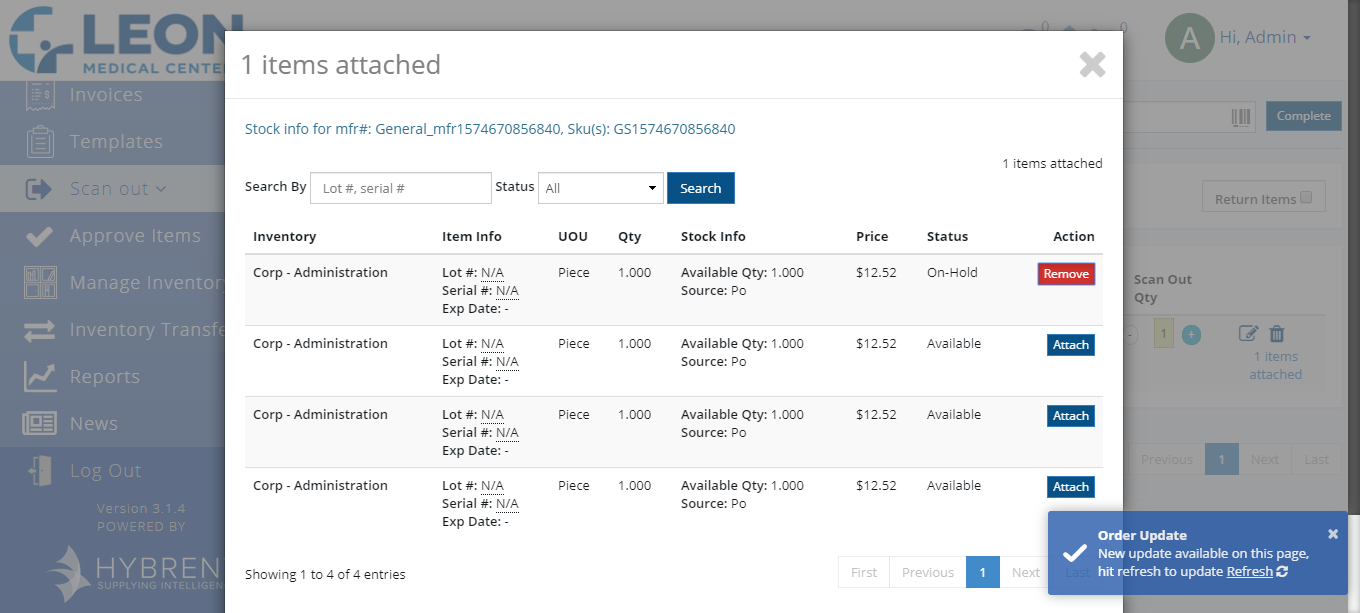 LEON
MEDICAL CENTE
0
0
A
Hi, Admin
Invoices
Templates
Scan out
Approve Items
Manage Inventor
Inventory Transfe
Reports
News
Log Out
Version 3.1.4
POWERED BY
HYBREN
SUPPLYING INTELLIGEN
1 items attached
Stock info for mfr#: General_mfr1574670856840, Sku(s): GS1574670856840
1 items attached
Search By Lot #, serial # Status All Search
Inventory Item Info UOU Qty Stock Info Price Status Action
Corp - Administration Lot #: N/A Piece 1.000 Available Qty: 1.000 $12.52 On-Hold Remove
Serial #: N/A Source: Po
Exp Date: -
Corp - Administration Lot #: N/A Piece 1.000 Available Qty: 1.000 $12.52 Available Attach
Serial #: N/A Source: Po
Exp Date: -
Corp - Administration Lot #: N/A Piece 1.000 Available Qty: 1.000 $12.52 Available Attach
Serial #: N/A Source: Po
Exp Date: -
Corp - Administration Lot #: N/A Piece 1.000 Available Qty: 1.000 $12.52 Available Attach
Serial #: N/A Source: Po
Exp Date: -
Showing 1 to 4 of 4 entries
First Previous 1 Next Last
Complete
Return Items
Scan Out
Qty
- 1 +
1 items
attached
Previous 1 Next Last
Order Update
New update available on this page,
hit refresh to update Refresh